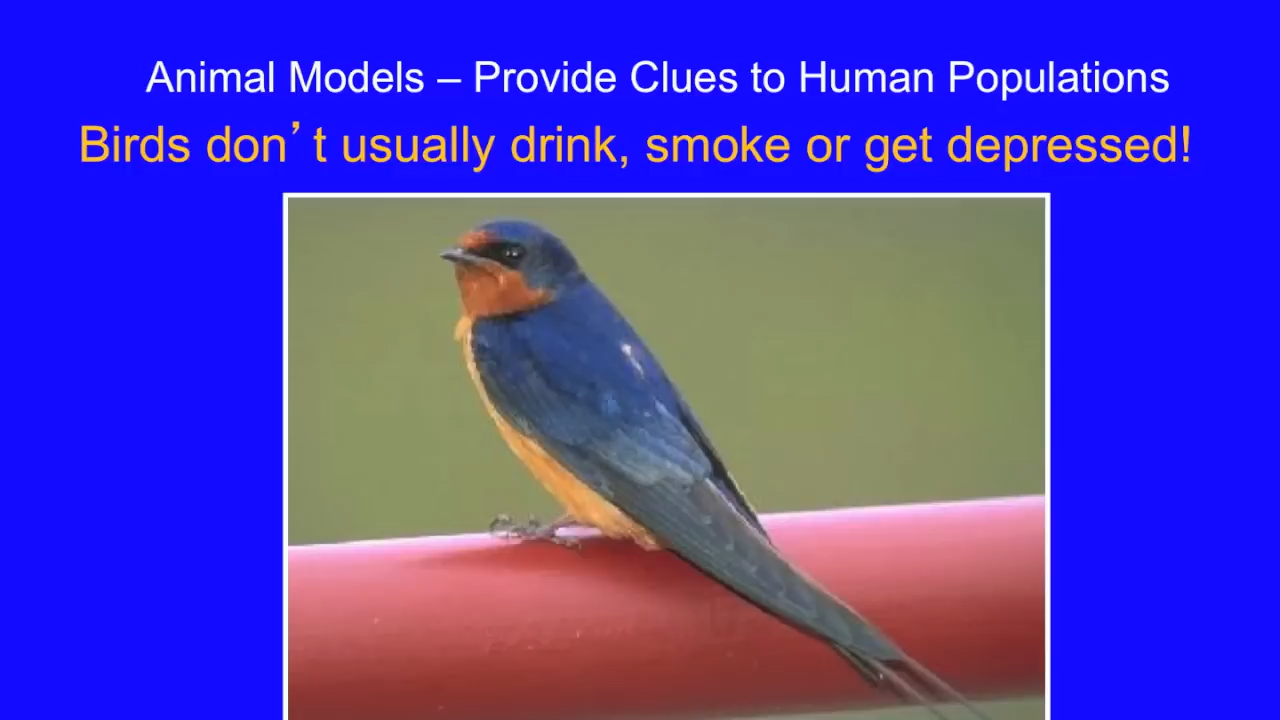 Animal Models – Provide Clues to Human Populations
Birds don’t usually drink, smoke or get depressed!